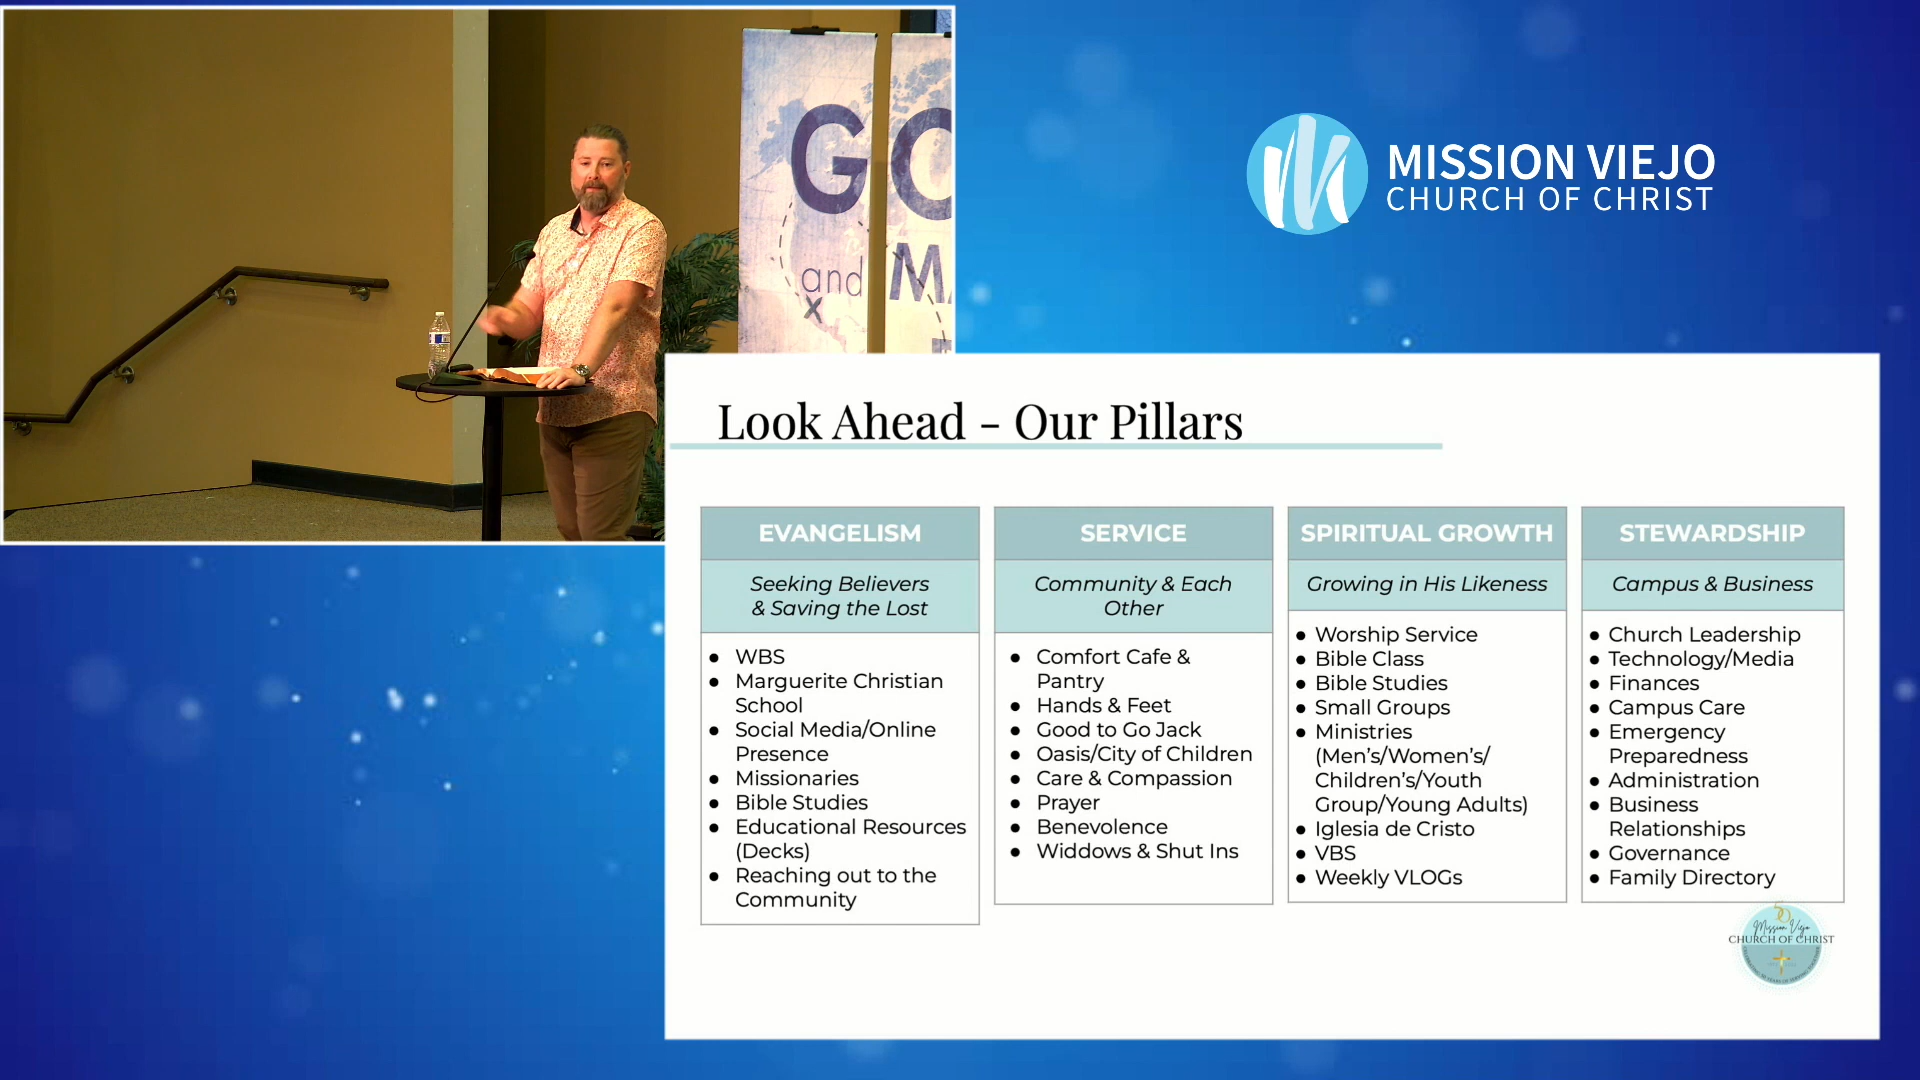 GO
and
MA
MISSION VIEJO
CHURCH OF CHRIST
Look Ahead - Our Pillars
EVANGELISM
Seeking Believers
& Saving the Lost
● WBS
● Marguerite Christian
School
● Social Media/Online
Presence
● Missionaries
● Bible Studies
● Educational Resources
(Decks)
● Reaching out to the
Community
SERVICE
Community & Each
Other
● Comfort Cafe &
Pantry
● Hands & Feet
● Good to Go Jack
● Oasis/City of Children
● Care & Compassion
● Prayer
● Benevolence
● Widdows & Shut Ins
SPIRITUAL GROWTH
Growing in His Likeness
● Worship Service
● Bible Class
● Bible Studies
● Small Groups
● Ministries
(Men's/Women's/
Children's/Youth
Group/Young Adults)
● Iglesia de Cristo
● VBS
● Weekly VLOGs
STEWARDSHIP
Campus & Business
● Church Leadership
● Technology/Media
● Finances
● Campus Care
● Emergency
Preparedness
● Administration
● Business
Relationships
● Governance
● Family Directory
50
Mission Viejo
CHURCH OF CHRIST